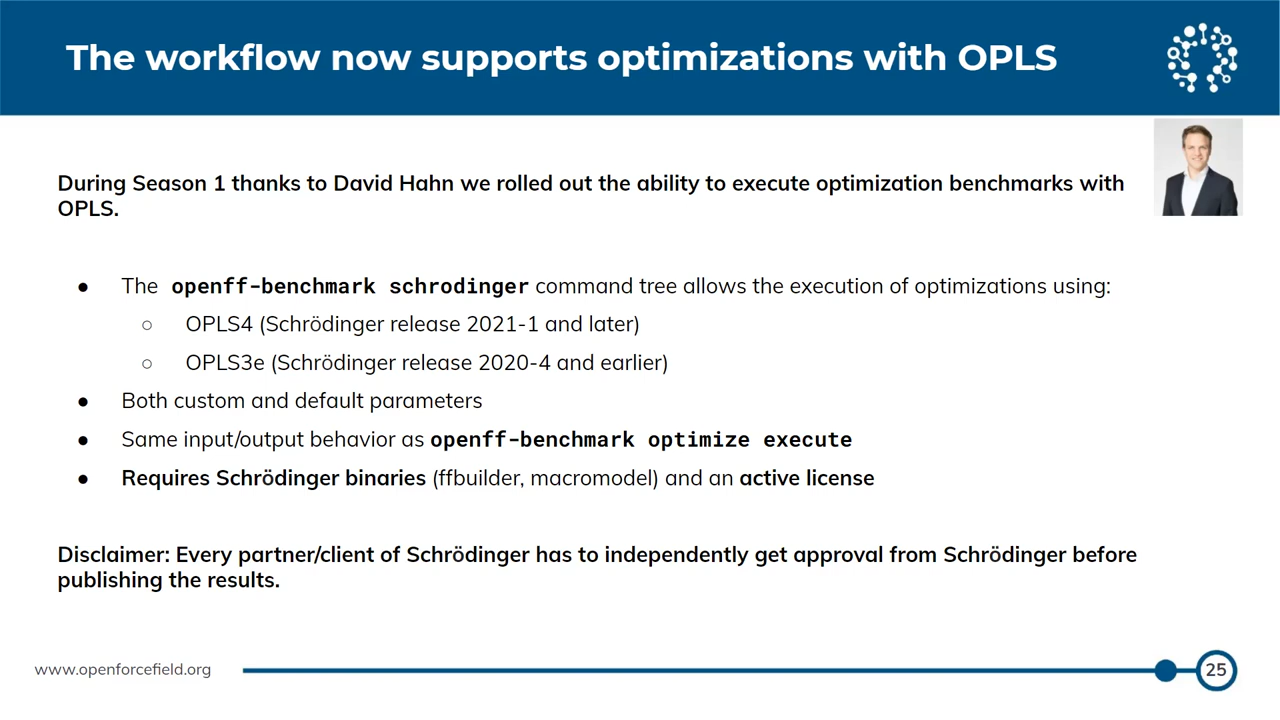 The workflow now supports optimizations with OPLS
During Season 1 thanks to David Hahn we rolled out the ability to execute optimization benchmarks with
OPLS.
● The openff-benchmark schrodinger command tree allows the execution of optimizations using:
○ OPLS4 (Schrödinger release 2021-1 and later)
○ OPLS3e (Schrödinger release 2020-4 and earlier)
● Both custom and default parameters
● Same input/output behavior as openff-benchmark optimize execute
● Requires Schrödinger binaries (ffbuilder, macromodel) and an active license
Disclaimer: Every partner/client of Schrödinger has to independently get approval from Schrödinger before
publishing the results.
www.openforcefield.org
25